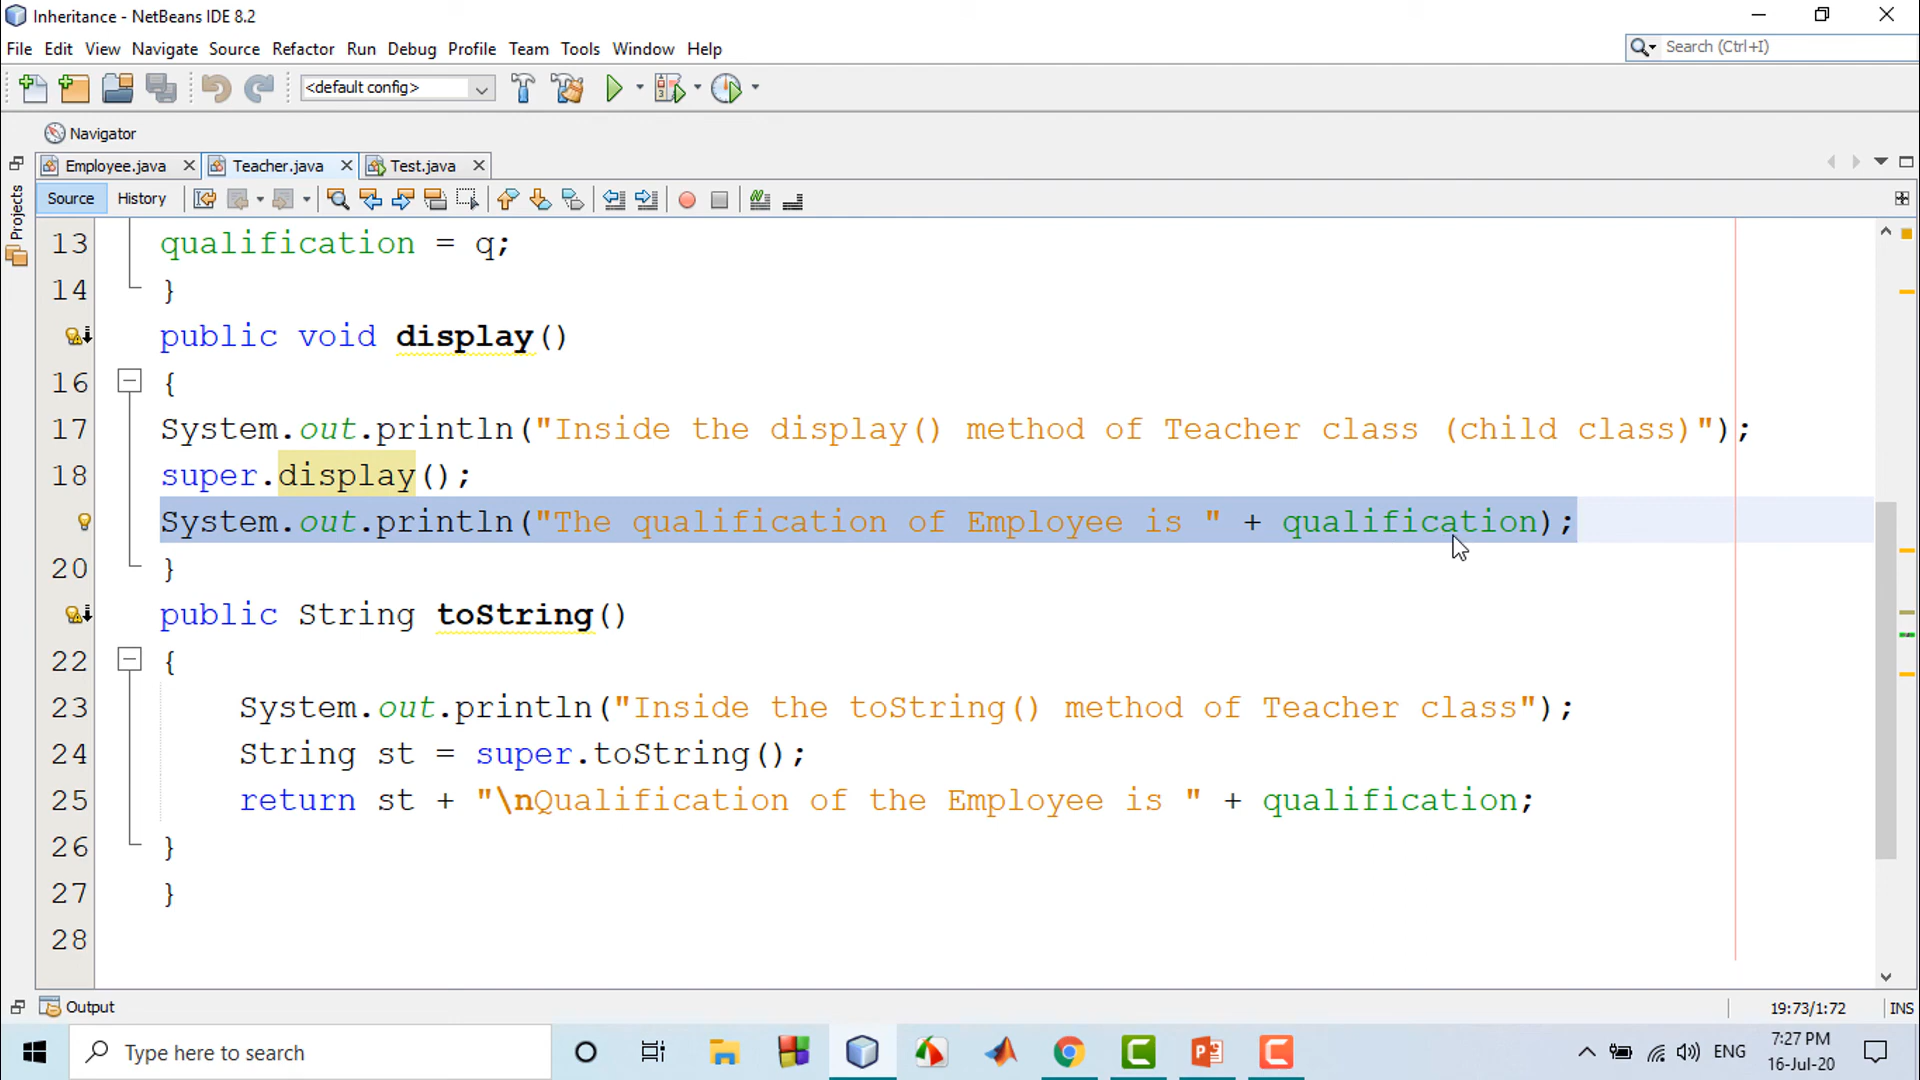 Inheritance - NetBeans IDE 8.2
File Edit View Navigate Source Refactor Run Debug Profile Team Tools Window Help
Search (Ctrl+I)
<default config>
Navigator
Employee.java Teacher.java Test.java
Source History
Projects
13 qualification = q;
14 }
public void display()
16 {
17 System.out.println("Inside the display() method of Teacher class (child class)");
18 super.display();
System.out.println("The qualification of Employee is " + qualification);
20 }
public String toString()
22 {
23 System.out.println("Inside the toString() method of Teacher class");
24 String st = super.toString();
25 return st + "\nQualification of the Employee is " + qualification;
26 }
27 }
28
Output
19:73/1:72 INS
Type here to search
ENG
7:27 PM
16-Jul-20